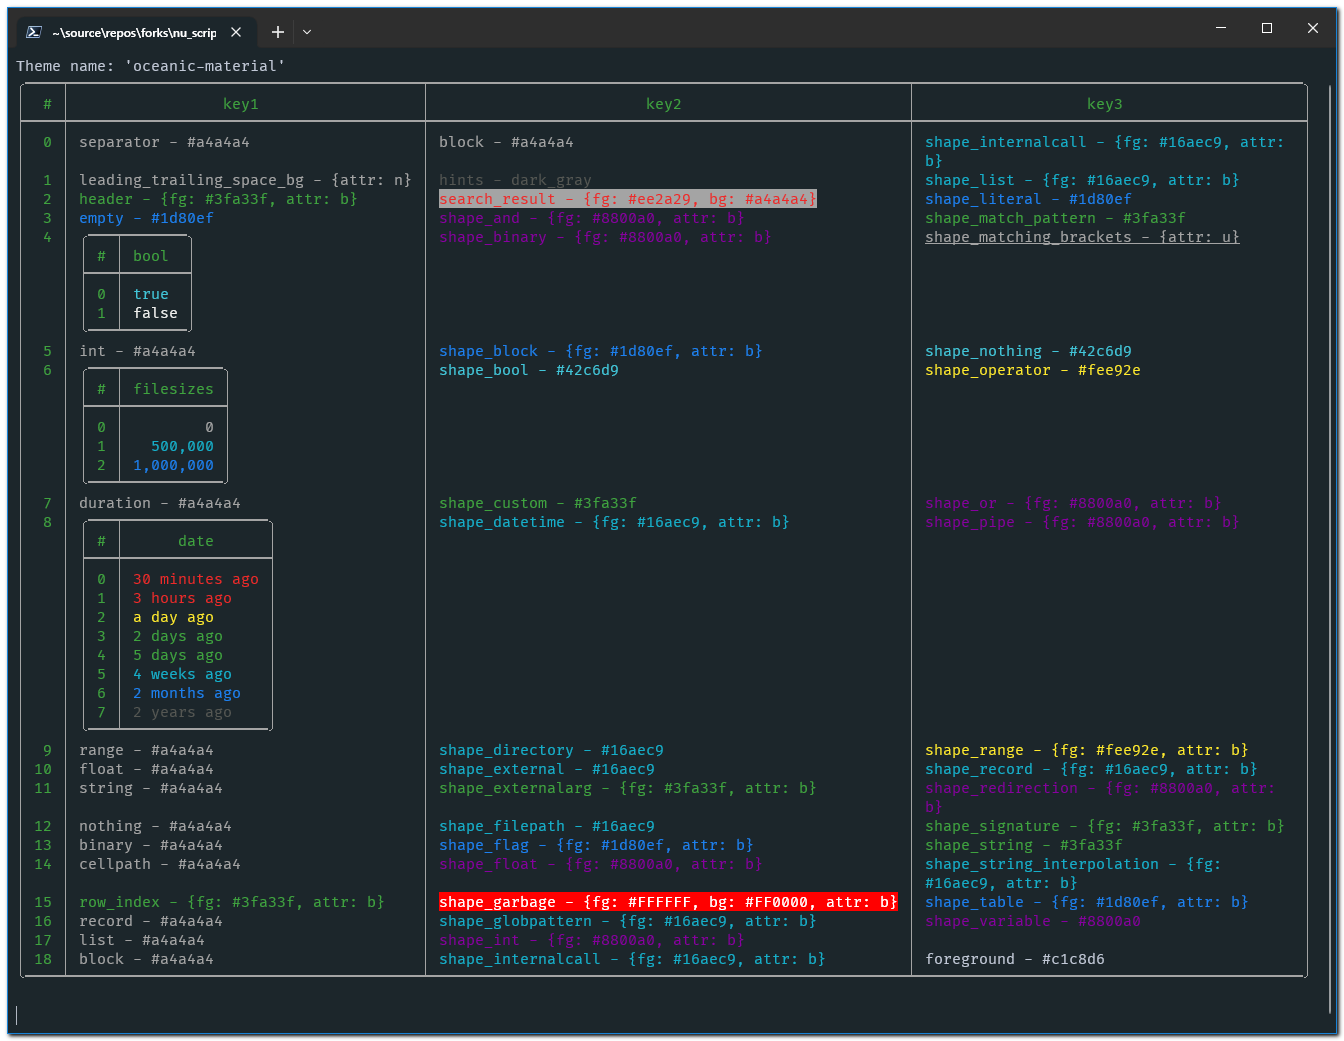 ~\source\repos\forks\nu_scrip
Theme name: 'oceanic-material'
# key1 key2 key3
0 separator - #a4a4a4 block - #a4a4a4 shape_internalcall - {fg: #16aec9, attr:
b}
1 leading_trailing_space_bg - {attr: n} hints - dark_gray shape_list - {fg: #16aec9, attr: b}
2 header - {fg: #3fa33f, attr: b} search_result - {fg: #ee2a29, bg: #a4a4a4} shape_literal - #1d80ef
3 empty - #1d80ef shape_and - {fg: #8800a0, attr: b} shape_match_pattern - #3fa33f
4 shape_binary - {fg: #8800a0, attr: b} shape_matching_brackets - {attr: u}
# bool
0 true
1 false
5 int - #a4a4a4 shape_block - {fg: #1d80ef, attr: b} shape_nothing - #42c6d9
6 shape_bool - #42c6d9 shape_operator - #fee92e
# filesizes
0 0
1 500,000
2 1,000,000
7 duration - #a4a4a4 shape_custom - #3fa33f shape_or - {fg: #8800a0, attr: b}
8 shape_datetime - {fg: #16aec9, attr: b} shape_pipe - {fg: #8800a0, attr: b}
# date
0 30 minutes ago
1 3 hours ago
2 a day ago
3 2 days ago
4 5 days ago
5 4 weeks ago
6 2 months ago
7 2 years ago
9 range - #a4a4a4 shape_directory - #16aec9 shape_range - {fg: #fee92e, attr: b}
10 float - #a4a4a4 shape_external - #16aec9 shape_record - {fg: #16aec9, attr: b}
11 string - #a4a4a4 shape_externalarg - {fg: #3fa33f, attr: b} shape_redirection - {fg: #8800a0, attr:
b}
12 nothing - #a4a4a4 shape_filepath - #16aec9 shape_signature - {fg: #3fa33f, attr: b}
13 binary - #a4a4a4 shape_flag - {fg: #1d80ef, attr: b} shape_string - #3fa33f
14 cellpath - #a4a4a4 shape_float - {fg: #8800a0, attr: b} shape_string_interpolation - {fg:
#16aec9, attr: b}
15 row_index - {fg: #3fa33f, attr: b} shape_garbage - {fg: #FFFFFF, bg: #FF0000, attr: b} shape_table - {fg: #1d80ef, attr: b}
16 record - #a4a4a4 shape_globpattern - {fg: #16aec9, attr: b} shape_variable - #8800a0
17 list - #a4a4a4 shape_int - {fg: #8800a0, attr: b}
18 block - #a4a4a4 shape_internalcall - {fg: #16aec9, attr: b} foreground - #c1c8d6